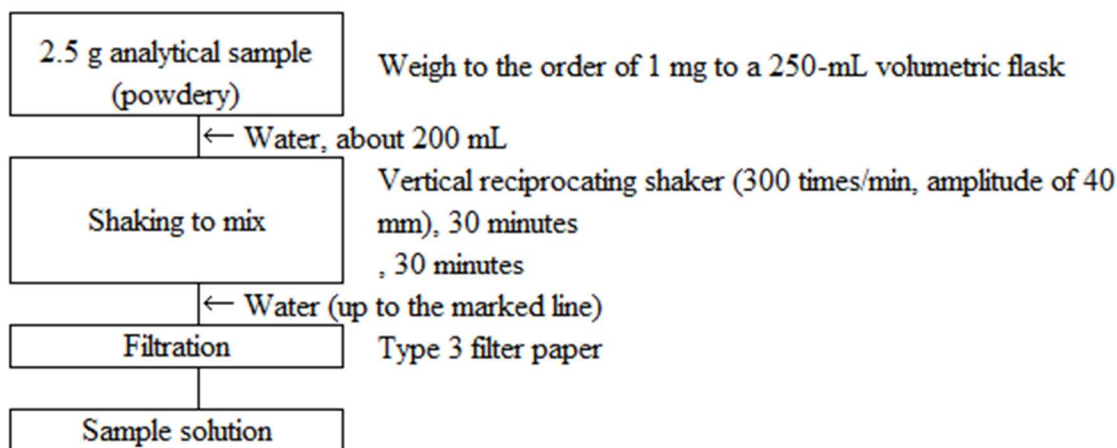 2.5 g analytical sample
(powdery)
Weigh to the order of 1 mg to a 250-mL volumetric flask
← Water, about 200 mL
Shaking to mix
Vertical reciprocating shaker (300 times/min, amplitude of 40
mm), 30 minutes
, 30 minutes
← Water (up to the marked line)
Filtration
Type 3 filter paper
Sample solution